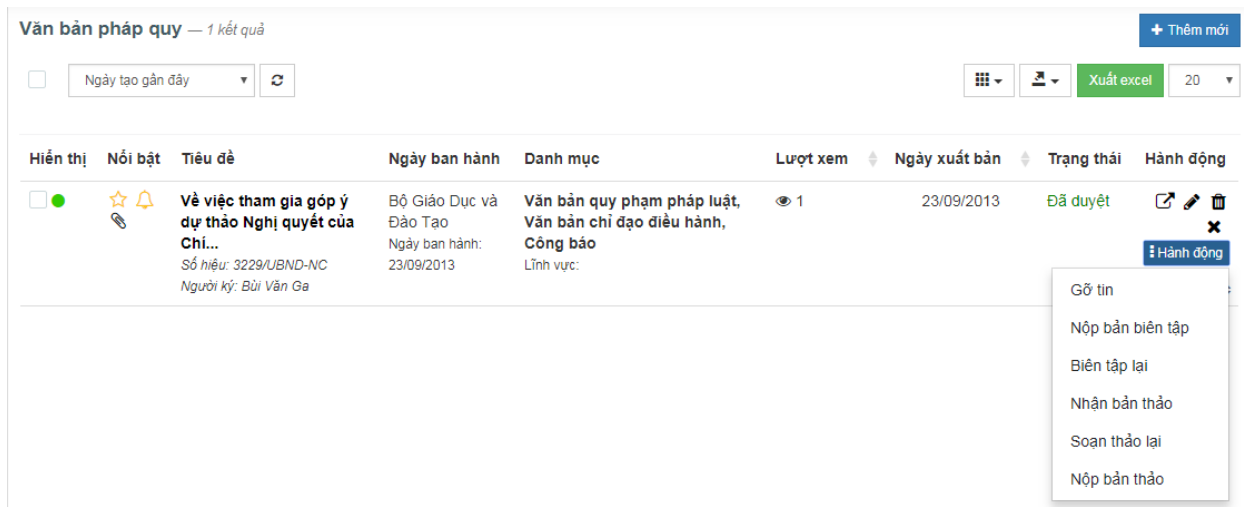 Văn bản pháp quy — 1 kết quả
+ Thêm mới
Ngày tạo gần đây
Xuất excel
20
Hiển thị Nổi bật Tiêu đề Ngày ban hành Danh mục Lượt xem Ngày xuất bản Trạng thái Hành động
Về việc tham gia góp ý
dự thảo Nghị quyết của
Chí...
Số hiệu: 3229/UBND-NC
Người ký: Bùi Văn Ga
Bộ Giáo Dục và
Đào Tạo
Ngày ban hành:
23/09/2013
Văn bản quy phạm pháp luật,
Văn bản chỉ đạo điều hành,
Công báo
Lĩnh vực:
1
23/09/2013
Đã duyệt
Hành động
Gỡ tin
Nộp bản biên tập
Biên tập lại
Nhận bản thảo
Soạn thảo lại
Nộp bản thảo